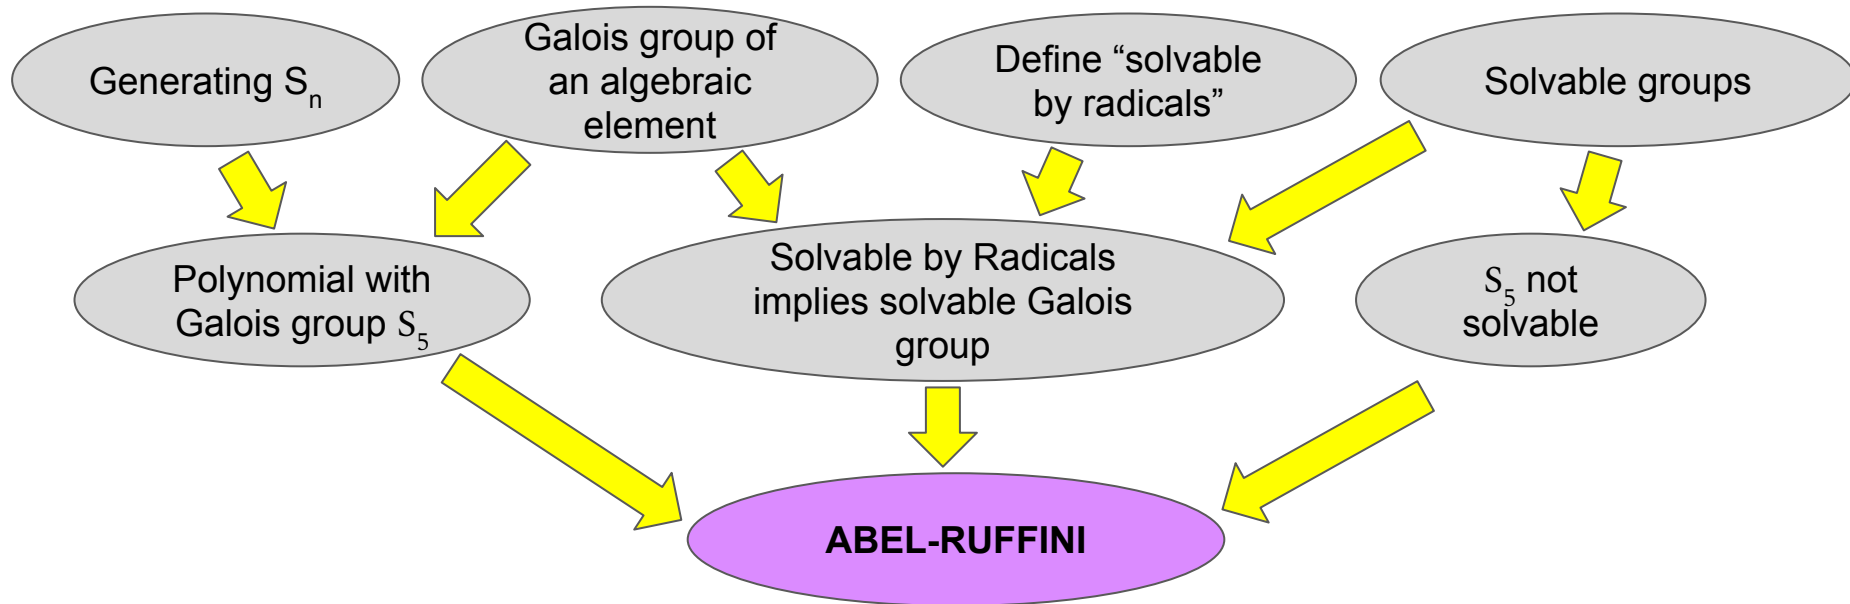 Generating Sₙ
Galois group of
an algebraic
element
Define “solvable
by radicals”
Solvable groups
Polynomial with
Galois group S₅
Solvable by Radicals
implies solvable Galois
group
S₅ not
solvable
ABEL-RUFFINI